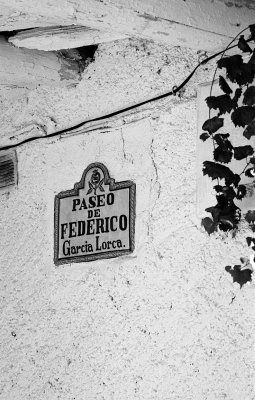 PASEO
DE
FEDERICO
García Lorca.